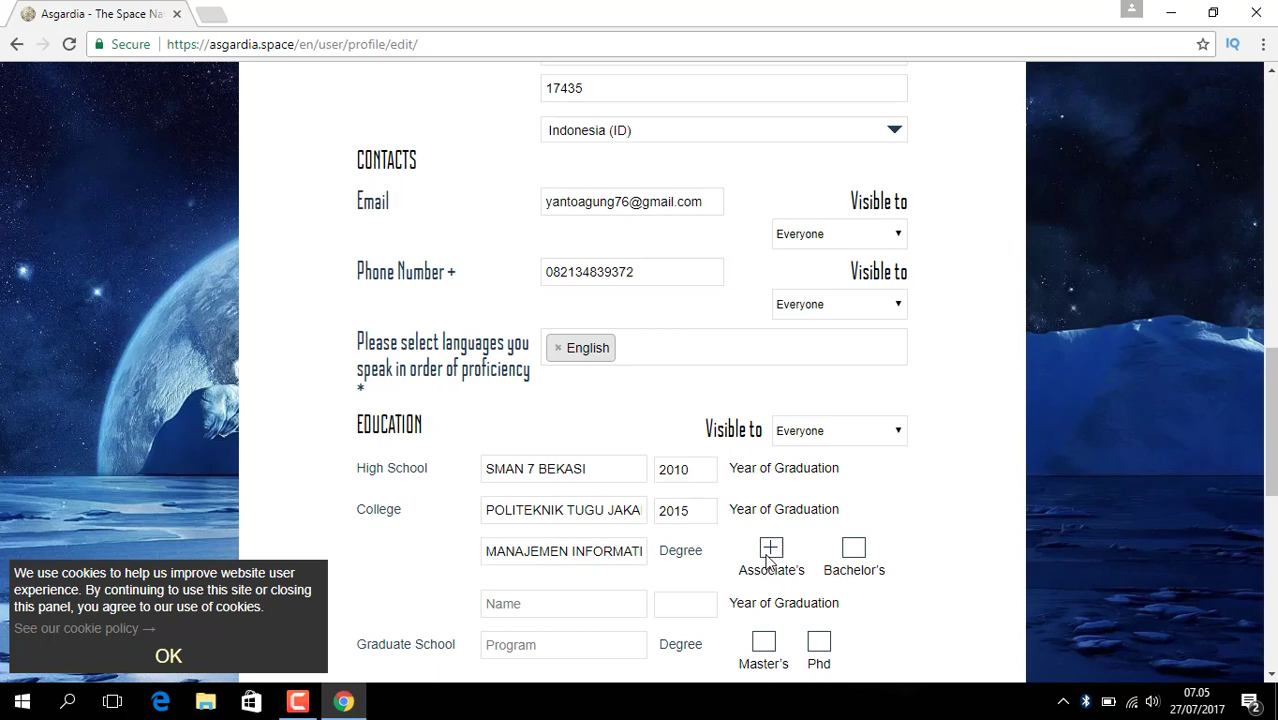 Asgardia - The Space Na
Secure
https://asgardia.space/en/user/profile/edit/
IQ
17435
Indonesia (ID)
CONTACTS
Email
yantoagung76@gmail.com
Visible to
Everyone
Phone Number +
082134839372
Visible to
Everyone
Please select languages you
speak in order of proficiency
*
× English
EDUCATION
Visible to
Everyone
High School
SMAN 7 BEKASI
2010
Year of Graduation
College
POLITEKNIK TUGU JAKA
2015
Year of Graduation
MANAJEMEN INFORMATI
Degree
Associate's
Bachelor's
Name
Year of Graduation
Graduate School
Program
Degree
Master's
Phd
We use cookies to help us improve website user
experience. By continuing to use this site or closing
this panel, you agree to our use of cookies.
See our cookie policy →
OK
07.05
27/07/2017
2